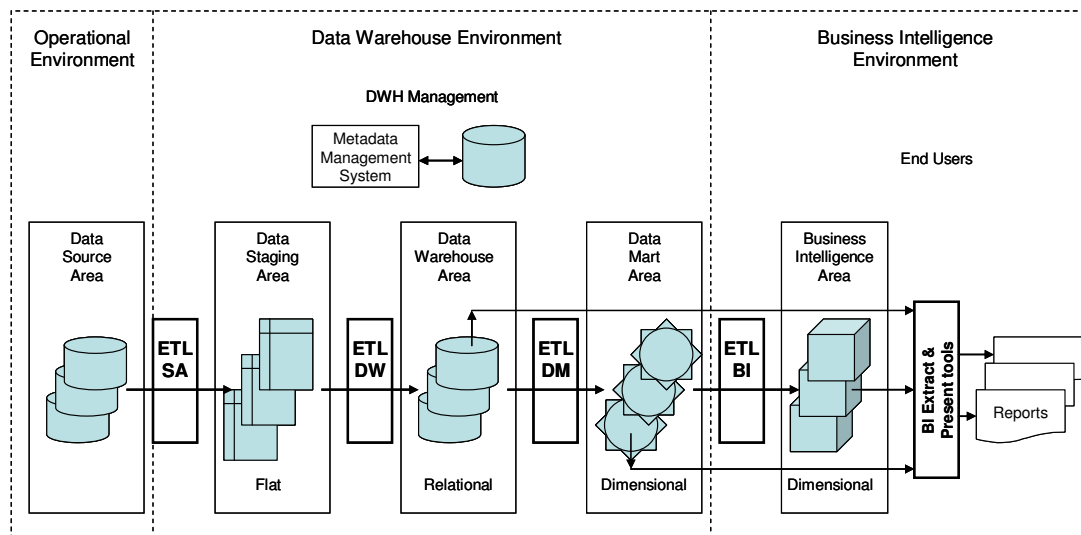 Operational
Environment
Data Warehouse Environment
Business Intelligence
Environment
DWH Management
Metadata
Management
System
End Users
Data
Source
Area
Data
Staging
Area
Data
Warehouse
Area
Data
Mart
Area
Business
Intelligence
Area
ETL
SA
ETL
DW
ETL
DM
ETL
BI
BI Extract &
Present tools
Reports
Flat
Relational
Dimensional
Dimensional